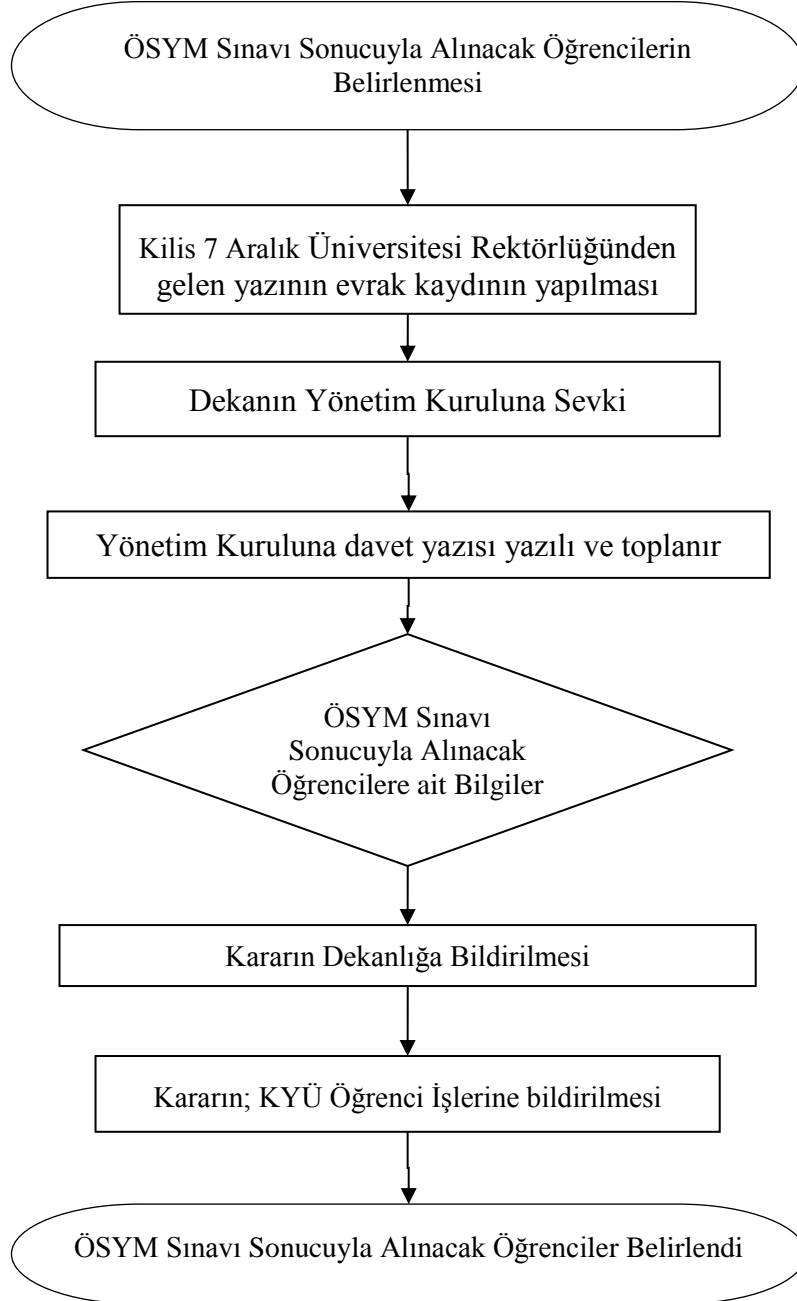 ÖSYM Sınavı Sonucuyla Alınacak Öğrencilerin
Belirlenmesi
Kilis 7 Aralık Üniversitesi Rektörlüğünden
gelen yazının evrak kaydının yapılması
Dekanın Yönetim Kuruluna Sevki
Yönetim Kuruluna davet yazısı yazılı ve toplanır
ÖSYM Sınavı
Sonucuyla Alınacak
Öğrencilere ait Bilgiler
Kararın Dekanlığa Bildirilmesi
Kararın; KYÜ Öğrenci İşlerine bildirilmesi
ÖSYM Sınavı Sonucuyla Alınacak Öğrenciler Belirlendi